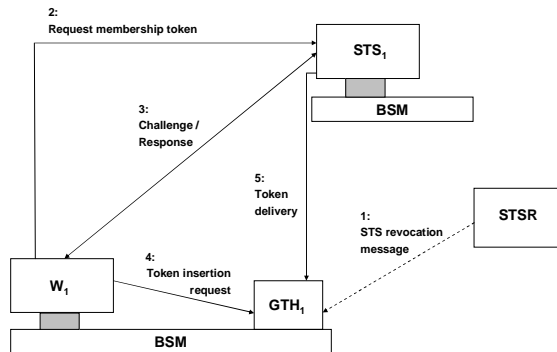 2:
Request membership token
STS1
BSM
3:
Challenge /
Response
5:
Token
delivery
1:
STS revocation
message
STSR
4:
Token insertion
request
W1
GTH1
BSM